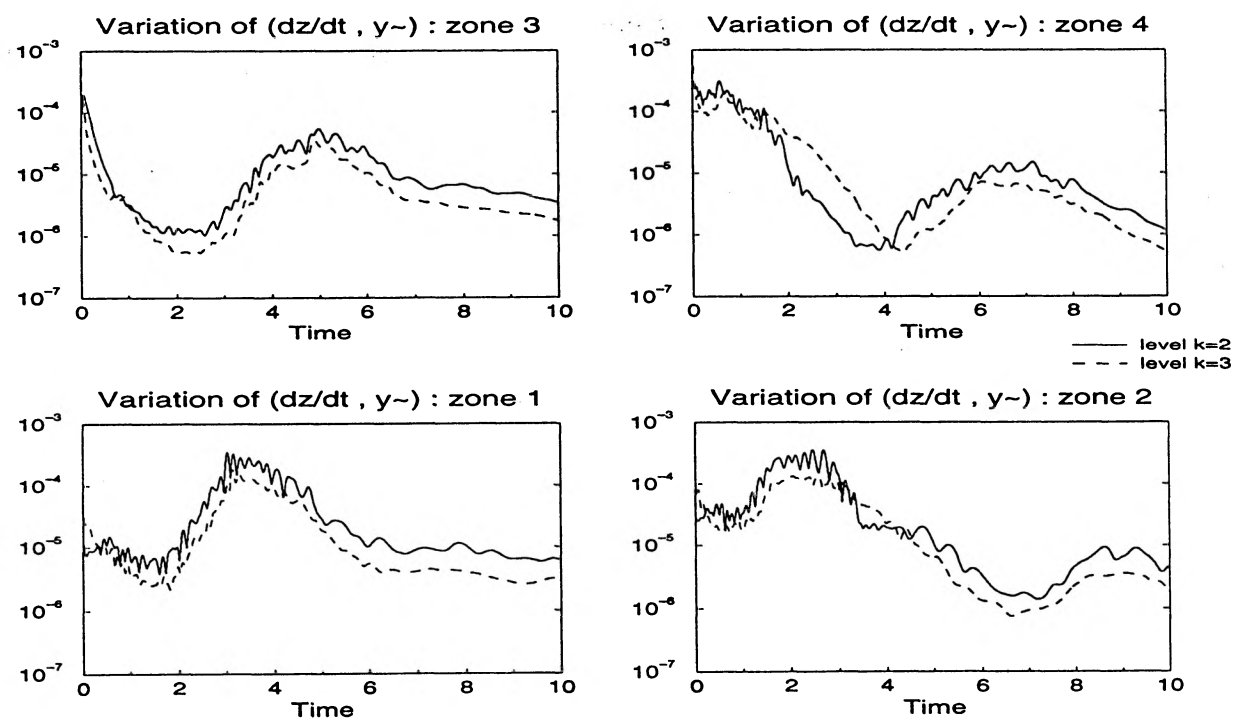 Variation of (dz/dt , y~) : zone 3
10⁻³
10⁻⁴
10⁻⁵
10⁻⁶
10⁻⁷
0 2 4 6 8 10
Time
Variation of (dz/dt , y~) : zone 4
10⁻³
10⁻⁴
10⁻⁵
10⁻⁶
10⁻⁷
0 2 4 6 8 10
Time
level k=2
level k=3
Variation of (dz/dt , y~) : zone 1
10⁻³
10⁻⁴
10⁻⁵
10⁻⁶
10⁻⁷
0 2 4 6 8 10
Time
Variation of (dz/dt , y~) : zone 2
10⁻³
10⁻⁴
10⁻⁵
10⁻⁶
10⁻⁷
0 2 4 6 8 10
Time